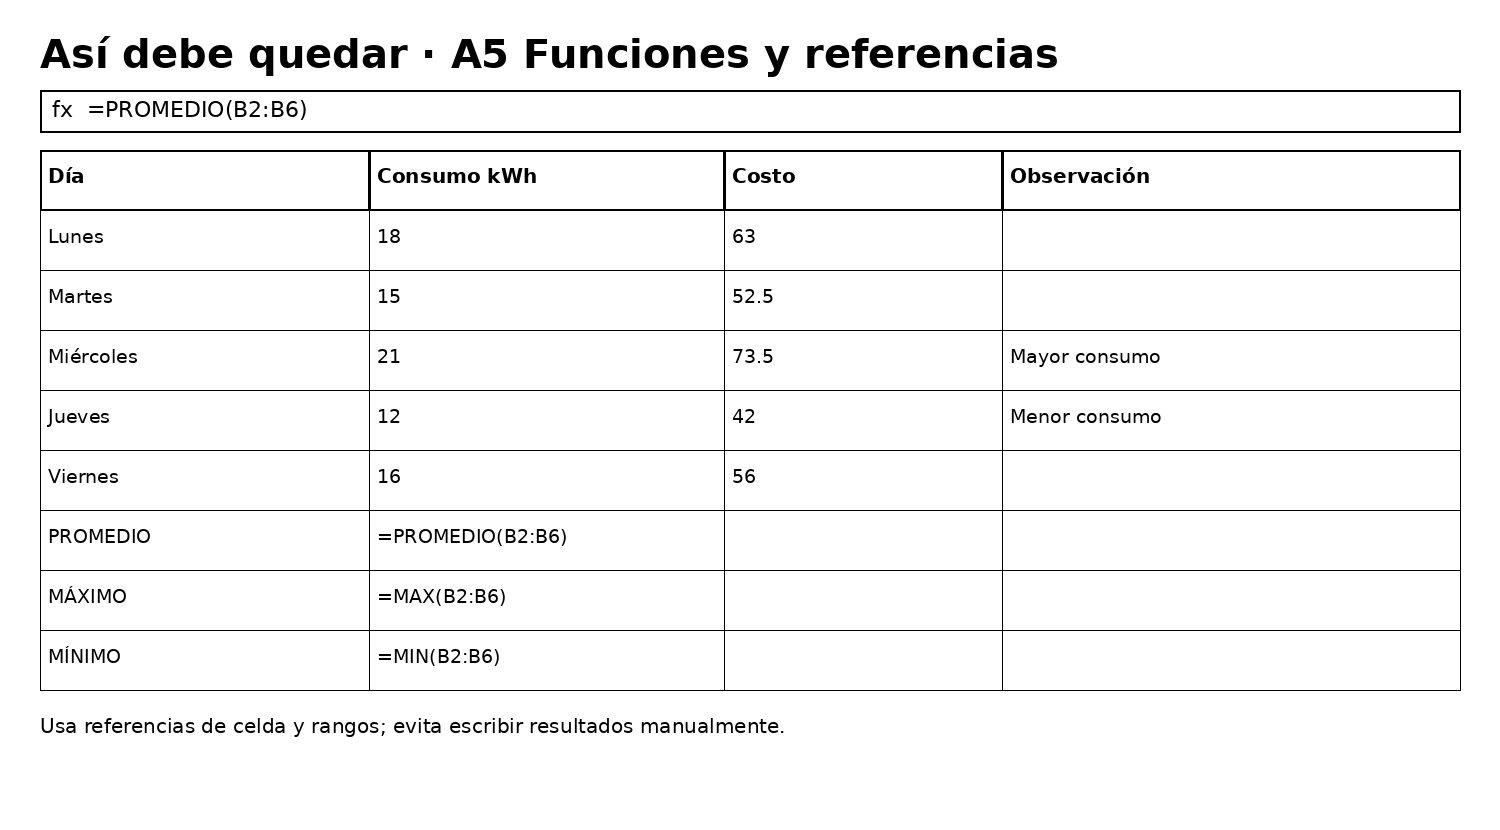 Así debe quedar · A5 Funciones y referencias
fx =PROMEDIO(B2:B6)
Día Consumo kWh Costo Observación
Lunes 18 63
Martes 15 52.5
Miércoles 21 73.5 Mayor consumo
Jueves 12 42 Menor consumo
Viernes 16 56
PROMEDIO =PROMEDIO(B2:B6)
MÁXIMO =MAX(B2:B6)
MÍNIMO =MIN(B2:B6)
Usa referencias de celda y rangos; evita escribir resultados manualmente.